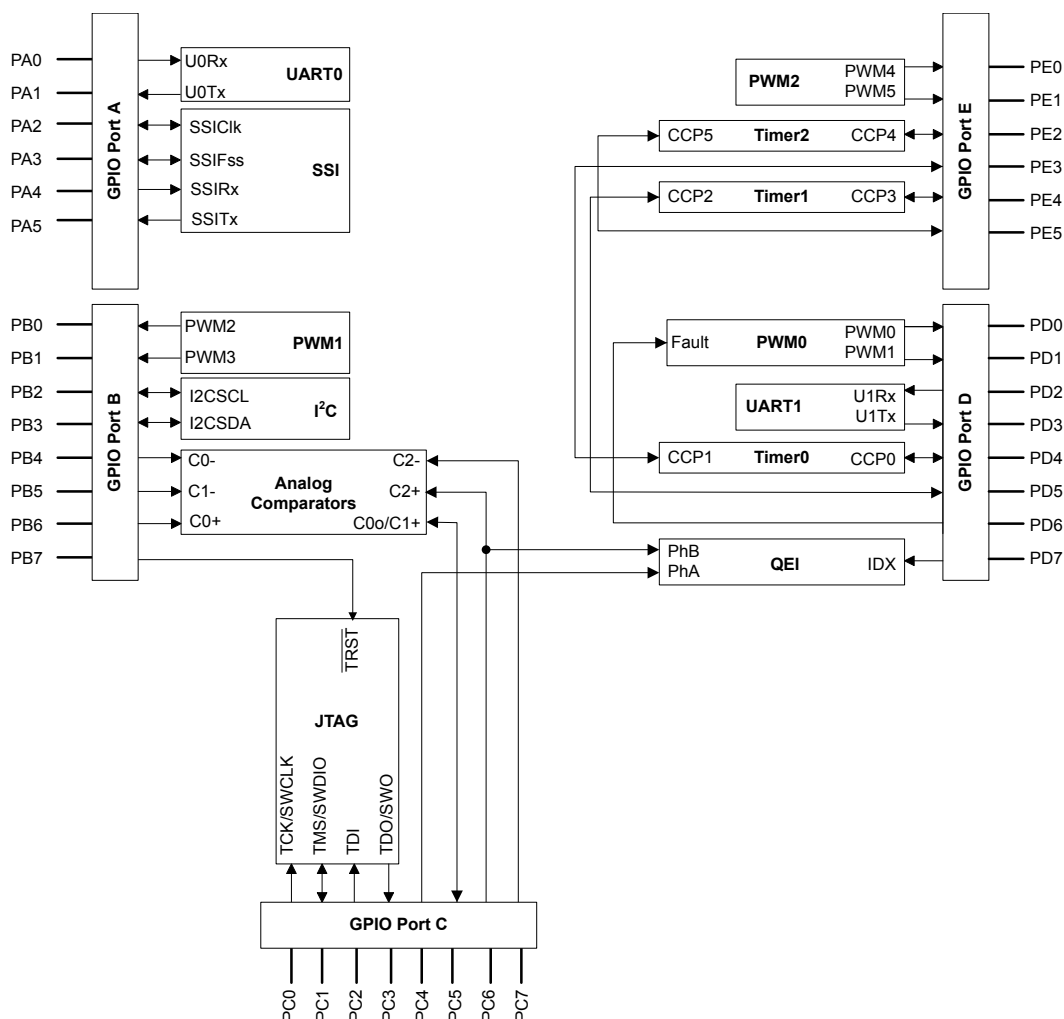 PA0
PA1
PA2
PA3
PA4
PA5
GPIO Port A
U0Rx
U0Tx
UART0
SSIClk
SSIFss
SSIRx
SSITx
SSI
PWM2
PWM4
PWM5
CCP5
Timer2
CCP4
CCP2
Timer1
CCP3
GPIO Port E
PE0
PE1
PE2
PE3
PE4
PE5
PB0
PB1
PB2
PB3
PB4
PB5
PB6
PB7
GPIO Port B
PWM2
PWM3
PWM1
I2CSCL
I2CSDA
I²C
C0-
C1-
C0+
Analog
Comparators
C2-
C2+
C0o/C1+
Fault
PWM0
PWM0
PWM1
UART1
U1Rx
U1Tx
CCP1
Timer0
CCP0
PhB
PhA
QEI
IDX
GPIO Port D
PD0
PD1
PD2
PD3
PD4
PD5
PD6
PD7
TRST
JTAG
TCK/SWCLK
TMS/SWDIO
TDI
TDO/SWO
GPIO Port C
PC0
PC1
PC2
PC3
PC4
PC5
PC6
PC7